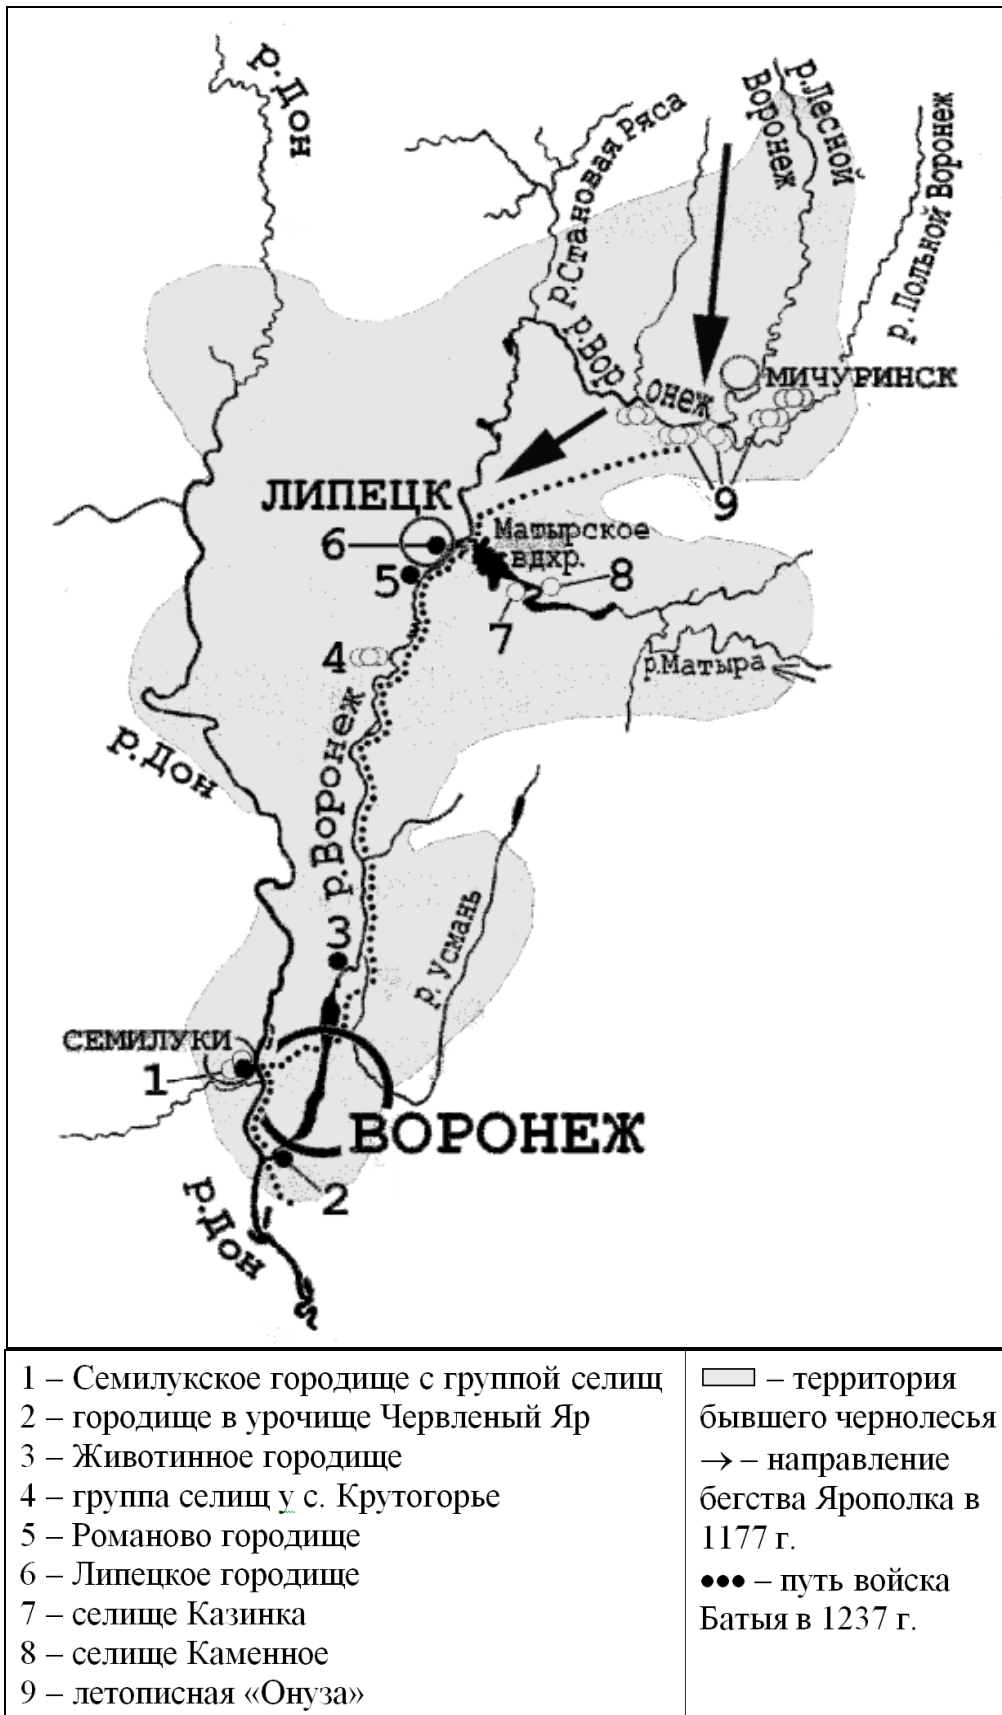 р.Дон
р.Становая Ряса
р.Лесной
Воронеж
р.Польной Воронеж
р.Воронеж
МИЧУРИНСК
9
ЛИПЕЦК
6
Матырское
вдхр.
5
8
7
4
р.Матыра
р.Дон
р.Воронеж
3
р.Усмань
СЕМИЛУКИ
1
ВОРОНЕЖ
2
р.Дон
1 – Семилукское городище с группой селищ
2 – городище в урочище Червленый Яр
3 – Животинное городище
4 – группа селищ у с. Крутогорье
5 – Романово городище
6 – Липецкое городище
7 – селище Казинка
8 – селище Каменное
9 – летописная «Онуза»
– территория
бывшего чернолесья
→ – направление
бегства Ярополка в
1177 г.
●●● – путь войска
Батыя в 1237 г.